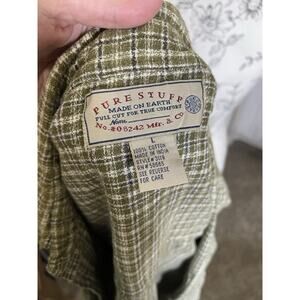 PURE STUFF
MADE ON EARTH
FULL CUT FOR TRUE COMFORT
No. #06242 Mfr. & Co
100% COTTON
MADE IN INDIA
SEE REVERSE
FOR CARE